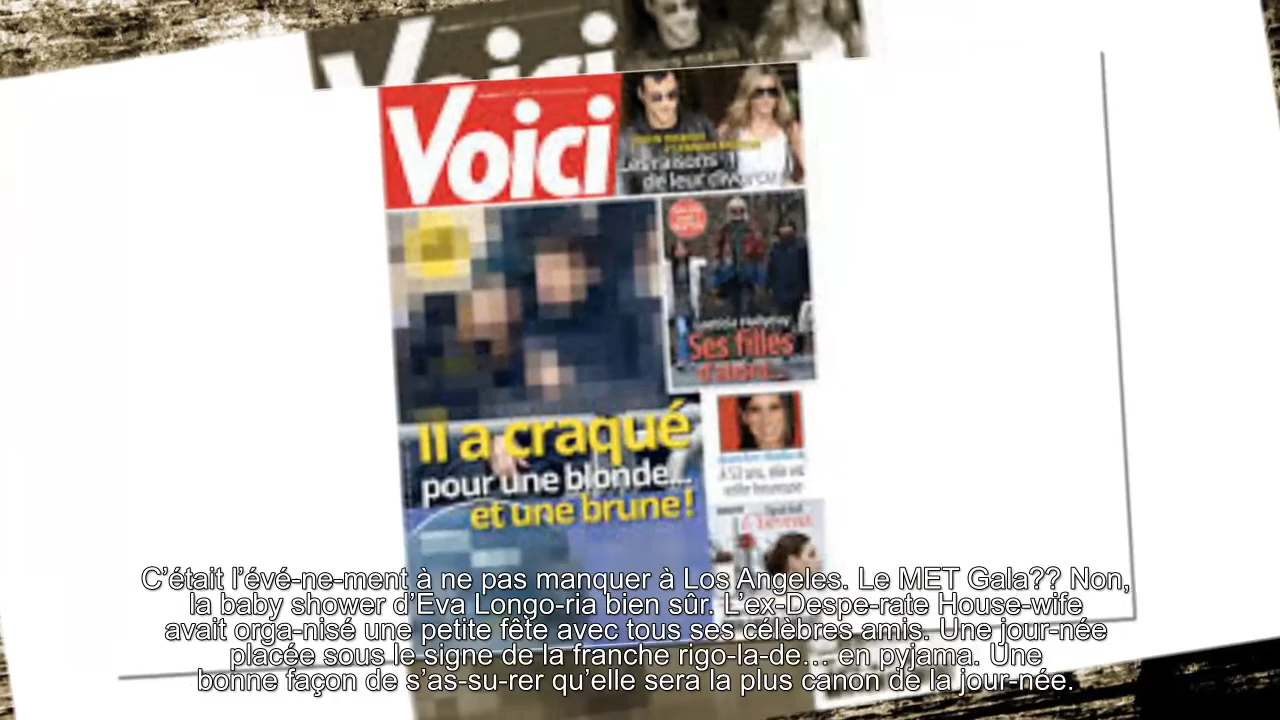 Voici
Voici
Les raisons
de leur divorce
Ses filles
d'abord...
Il a craqué
pour une blonde...
et une brune!
C’était l’évé-ne-ment à ne pas manquer à Los Angeles. Le MET Gala?? Non,
la baby shower d’Eva Longo-ria bien sûr. L’ex-Despe-rate House-wife
avait orga-nisé une petite fête avec tous ses célèbres amis. Une jour-née
placée sous le signe de la franche rigo-la-de… en pyjama. Une
bonne façon de s’as-su-rer qu’elle sera la plus canon de la jour-née.